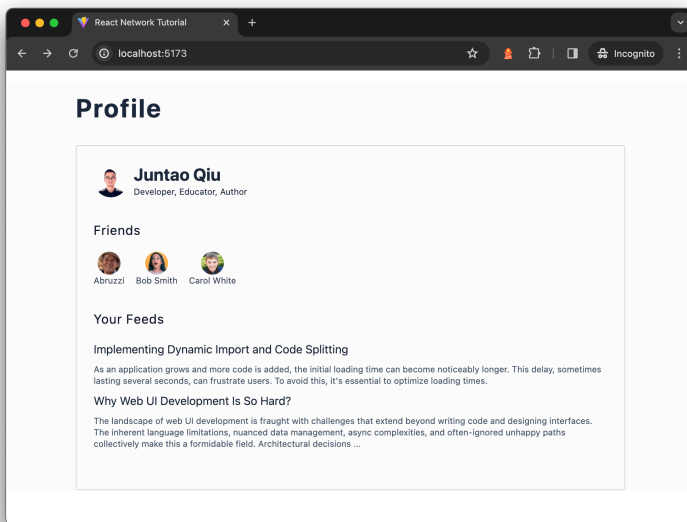 React Network Tutorial
localhost:5173
Incognito
Profile
Juntao Qiu
Developer, Educator, Author
Friends
Abruzzi Bob Smith Carol White
Your Feeds
Implementing Dynamic Import and Code Splitting
As an application grows and more code is added, the initial loading time can become noticeably longer. This delay, sometimes
lasting several seconds, can frustrate users. To avoid this, it's essential to optimize loading times.
Why Web UI Development Is So Hard?
The landscape of web UI development is fraught with challenges that extend beyond writing code and designing interfaces.
The inherent language limitations, nuanced data management, async complexities, and often-ignored unhappy paths
collectively make this a formidable field. Architectural decisions ...